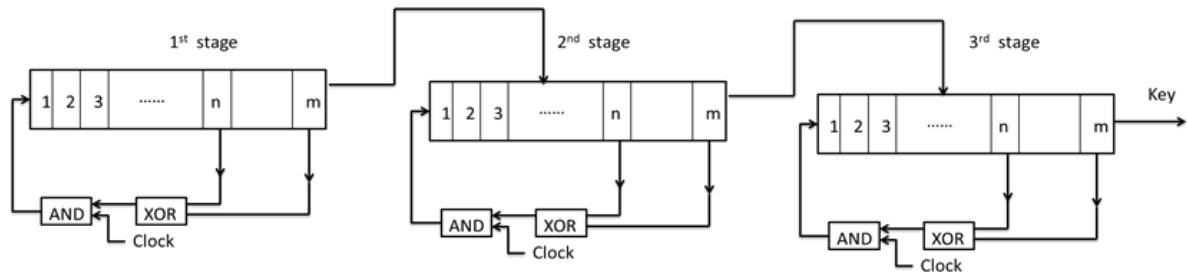 1st stage
1 2 3 ...... n m
AND XOR
Clock
2nd stage
1 2 3 ...... n m
AND XOR
Clock
3rd stage
1 2 3 ...... n m
Key
AND XOR
Clock